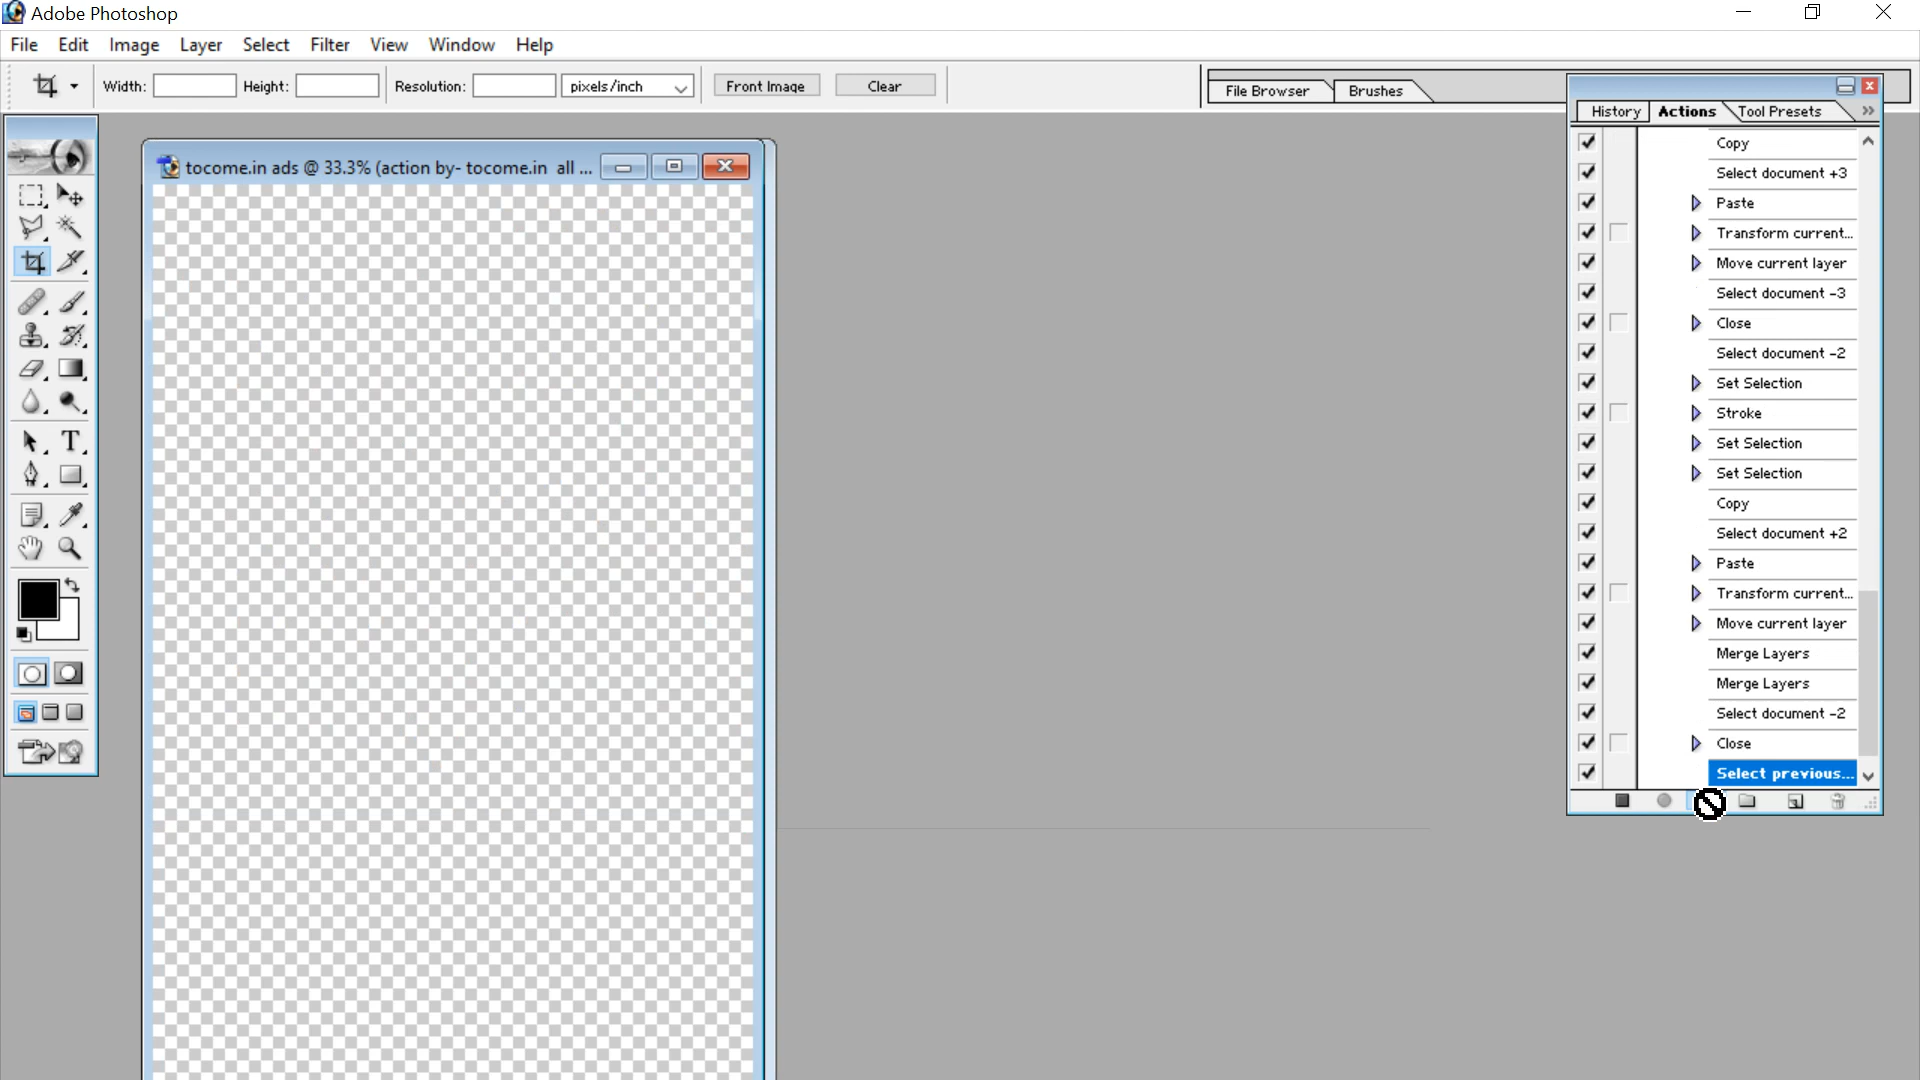 Adobe Photoshop
File Edit Image Layer Select Filter View Window Help
Width: Height: Resolution: pixels/inch Front Image Clear
File Browser Brushes
History Actions Tool Presets
tocome.in ads @ 33.3% (action by- tocome.in all ...
Copy
Select document +3
Paste
Transform current...
Move current layer
Select document -3
Close
Select document -2
Set Selection
Stroke
Set Selection
Set Selection
Copy
Select document +2
Paste
Transform current...
Move current layer
Merge Layers
Merge Layers
Select document -2
Close
Select previous...